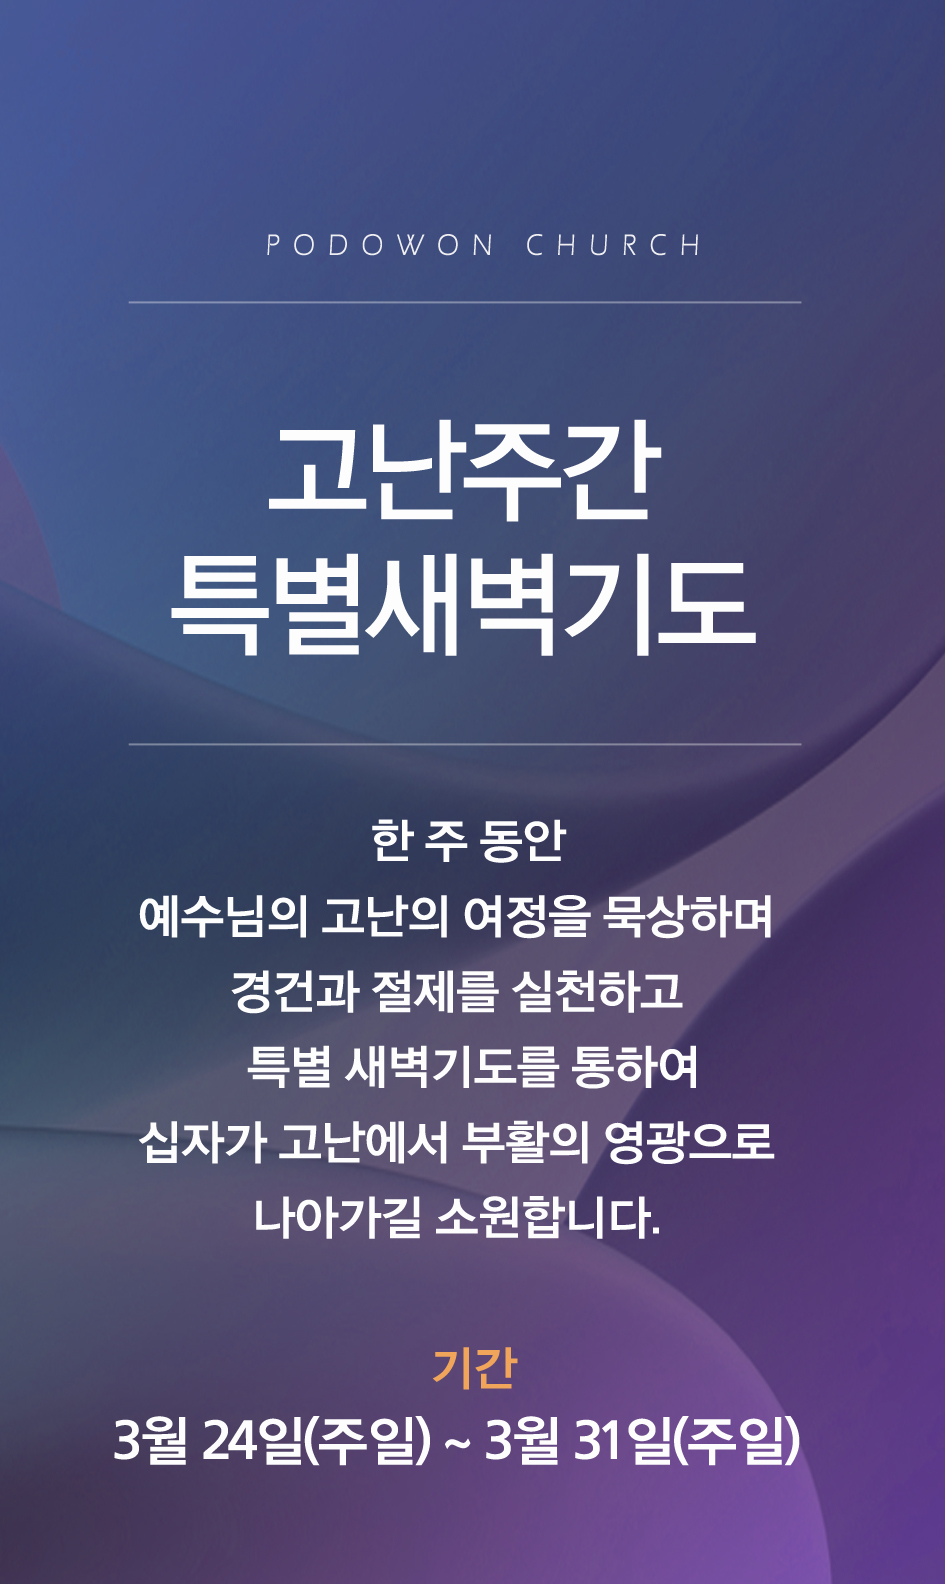 PODOWON CHURCH
고난주간
특별새벽기도
한 주 동안
예수님의 고난의 여정을 묵상하며
경건과 절제를 실천하고
특별 새벽기도를 통하여
십자가 고난에서 부활의 영광으로
나아가길 소원합니다.
기간
3월 24일(주일) ~ 3월 31일(주일)